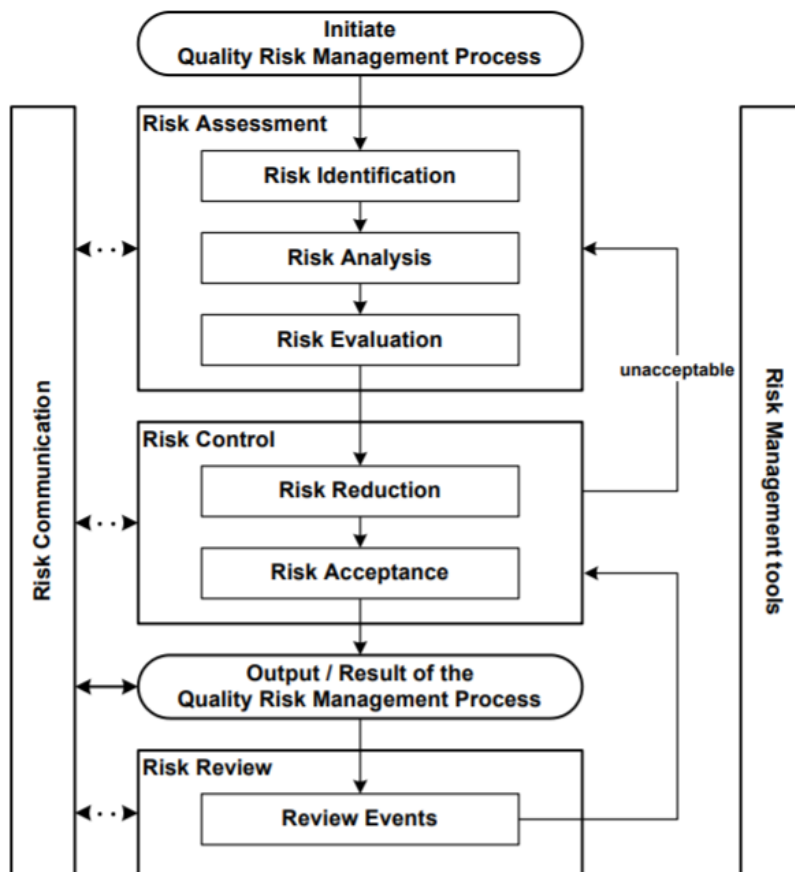 Initiate
Quality Risk Management Process
Risk Assessment
Risk Identification
Risk Analysis
Risk Evaluation
unacceptable
Risk Control
Risk Reduction
Risk Acceptance
Output / Result of the
Quality Risk Management Process
Risk Review
Review Events
Risk Communication
Risk Management tools